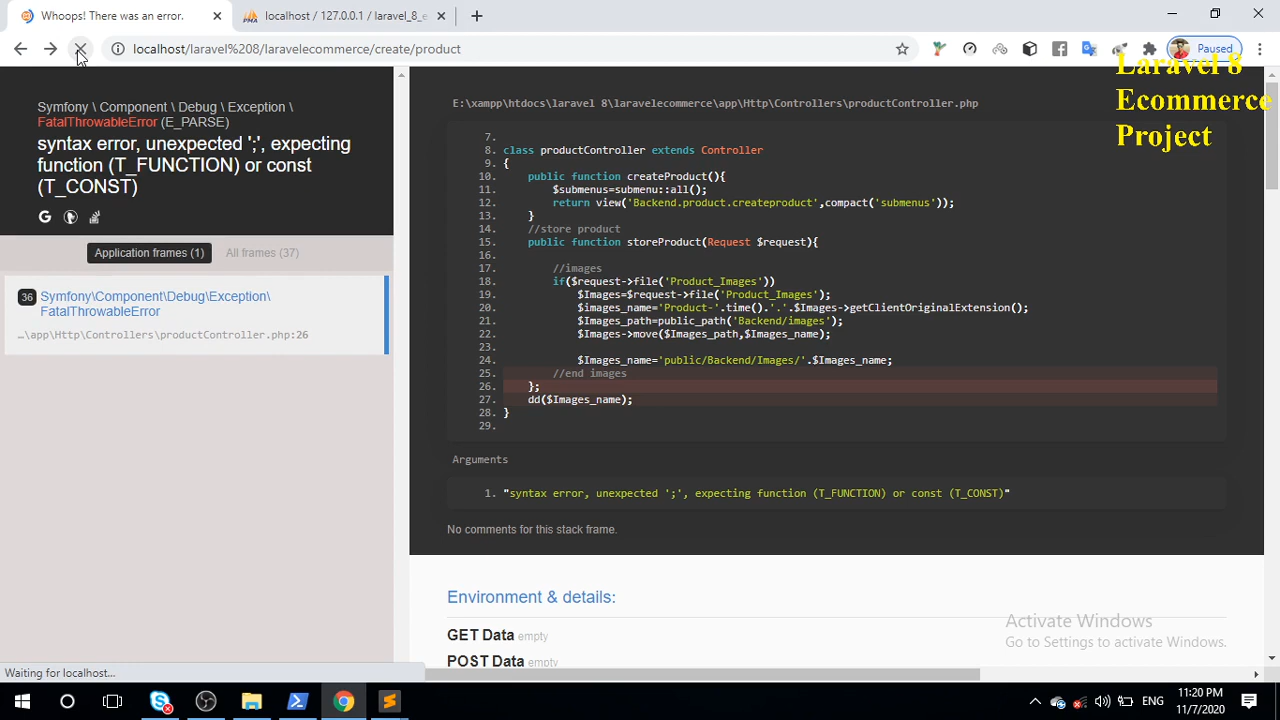 Whoops! There was an error.
localhost / 127.0.0.1 / laravel_8_e
localhost/laravel%208/laravelecommerce/create/product
Paused
Laravel 8
Ecommerce
Project
Symfony \ Component \ Debug \ Exception \
FatalThrowableError (E_PARSE)
syntax error, unexpected ';', expecting
function (T_FUNCTION) or const
(T_CONST)
Application frames (1)
All frames (37)
36
Symfony\Component\Debug\Exception\
FatalThrowableError
…\app\Http\Controllers\productController.php:26
E:\xampp\htdocs\laravel 8\laravelecommerce\app\Http\Controllers\productController.php
7.
8. class productController extends Controller
9. {
10. public function createProduct(){
11. $submenus=submenu::all();
12. return view('Backend.product.createproduct',compact('submenus'));
13. }
14. //store product
15. public function storeProduct(Request $request){
16.
17. //images
18. if($request->file('Product_Images'))
19. $Images=$request->file('Product_Images');
20. $images_name='Product-'.time().'.'.$Images->getClientOriginalExtension();
21. $Images_path=public_path('Backend/images');
22. $Images->move($Images_path,$Images_name);
23.
24. $Images_name='public/Backend/Images/'.$Images_name;
25. //end images
26. };
27. dd($Images_name);
28. }
29.
Arguments
1. "syntax error, unexpected ';', expecting function (T_FUNCTION) or const (T_CONST)"
No comments for this stack frame.
Environment & details:
GET Data empty
POST Data empty
Activate Windows
Go to Settings to activate Windows.
Waiting for localhost...
ENG
11:20 PM
11/7/2020